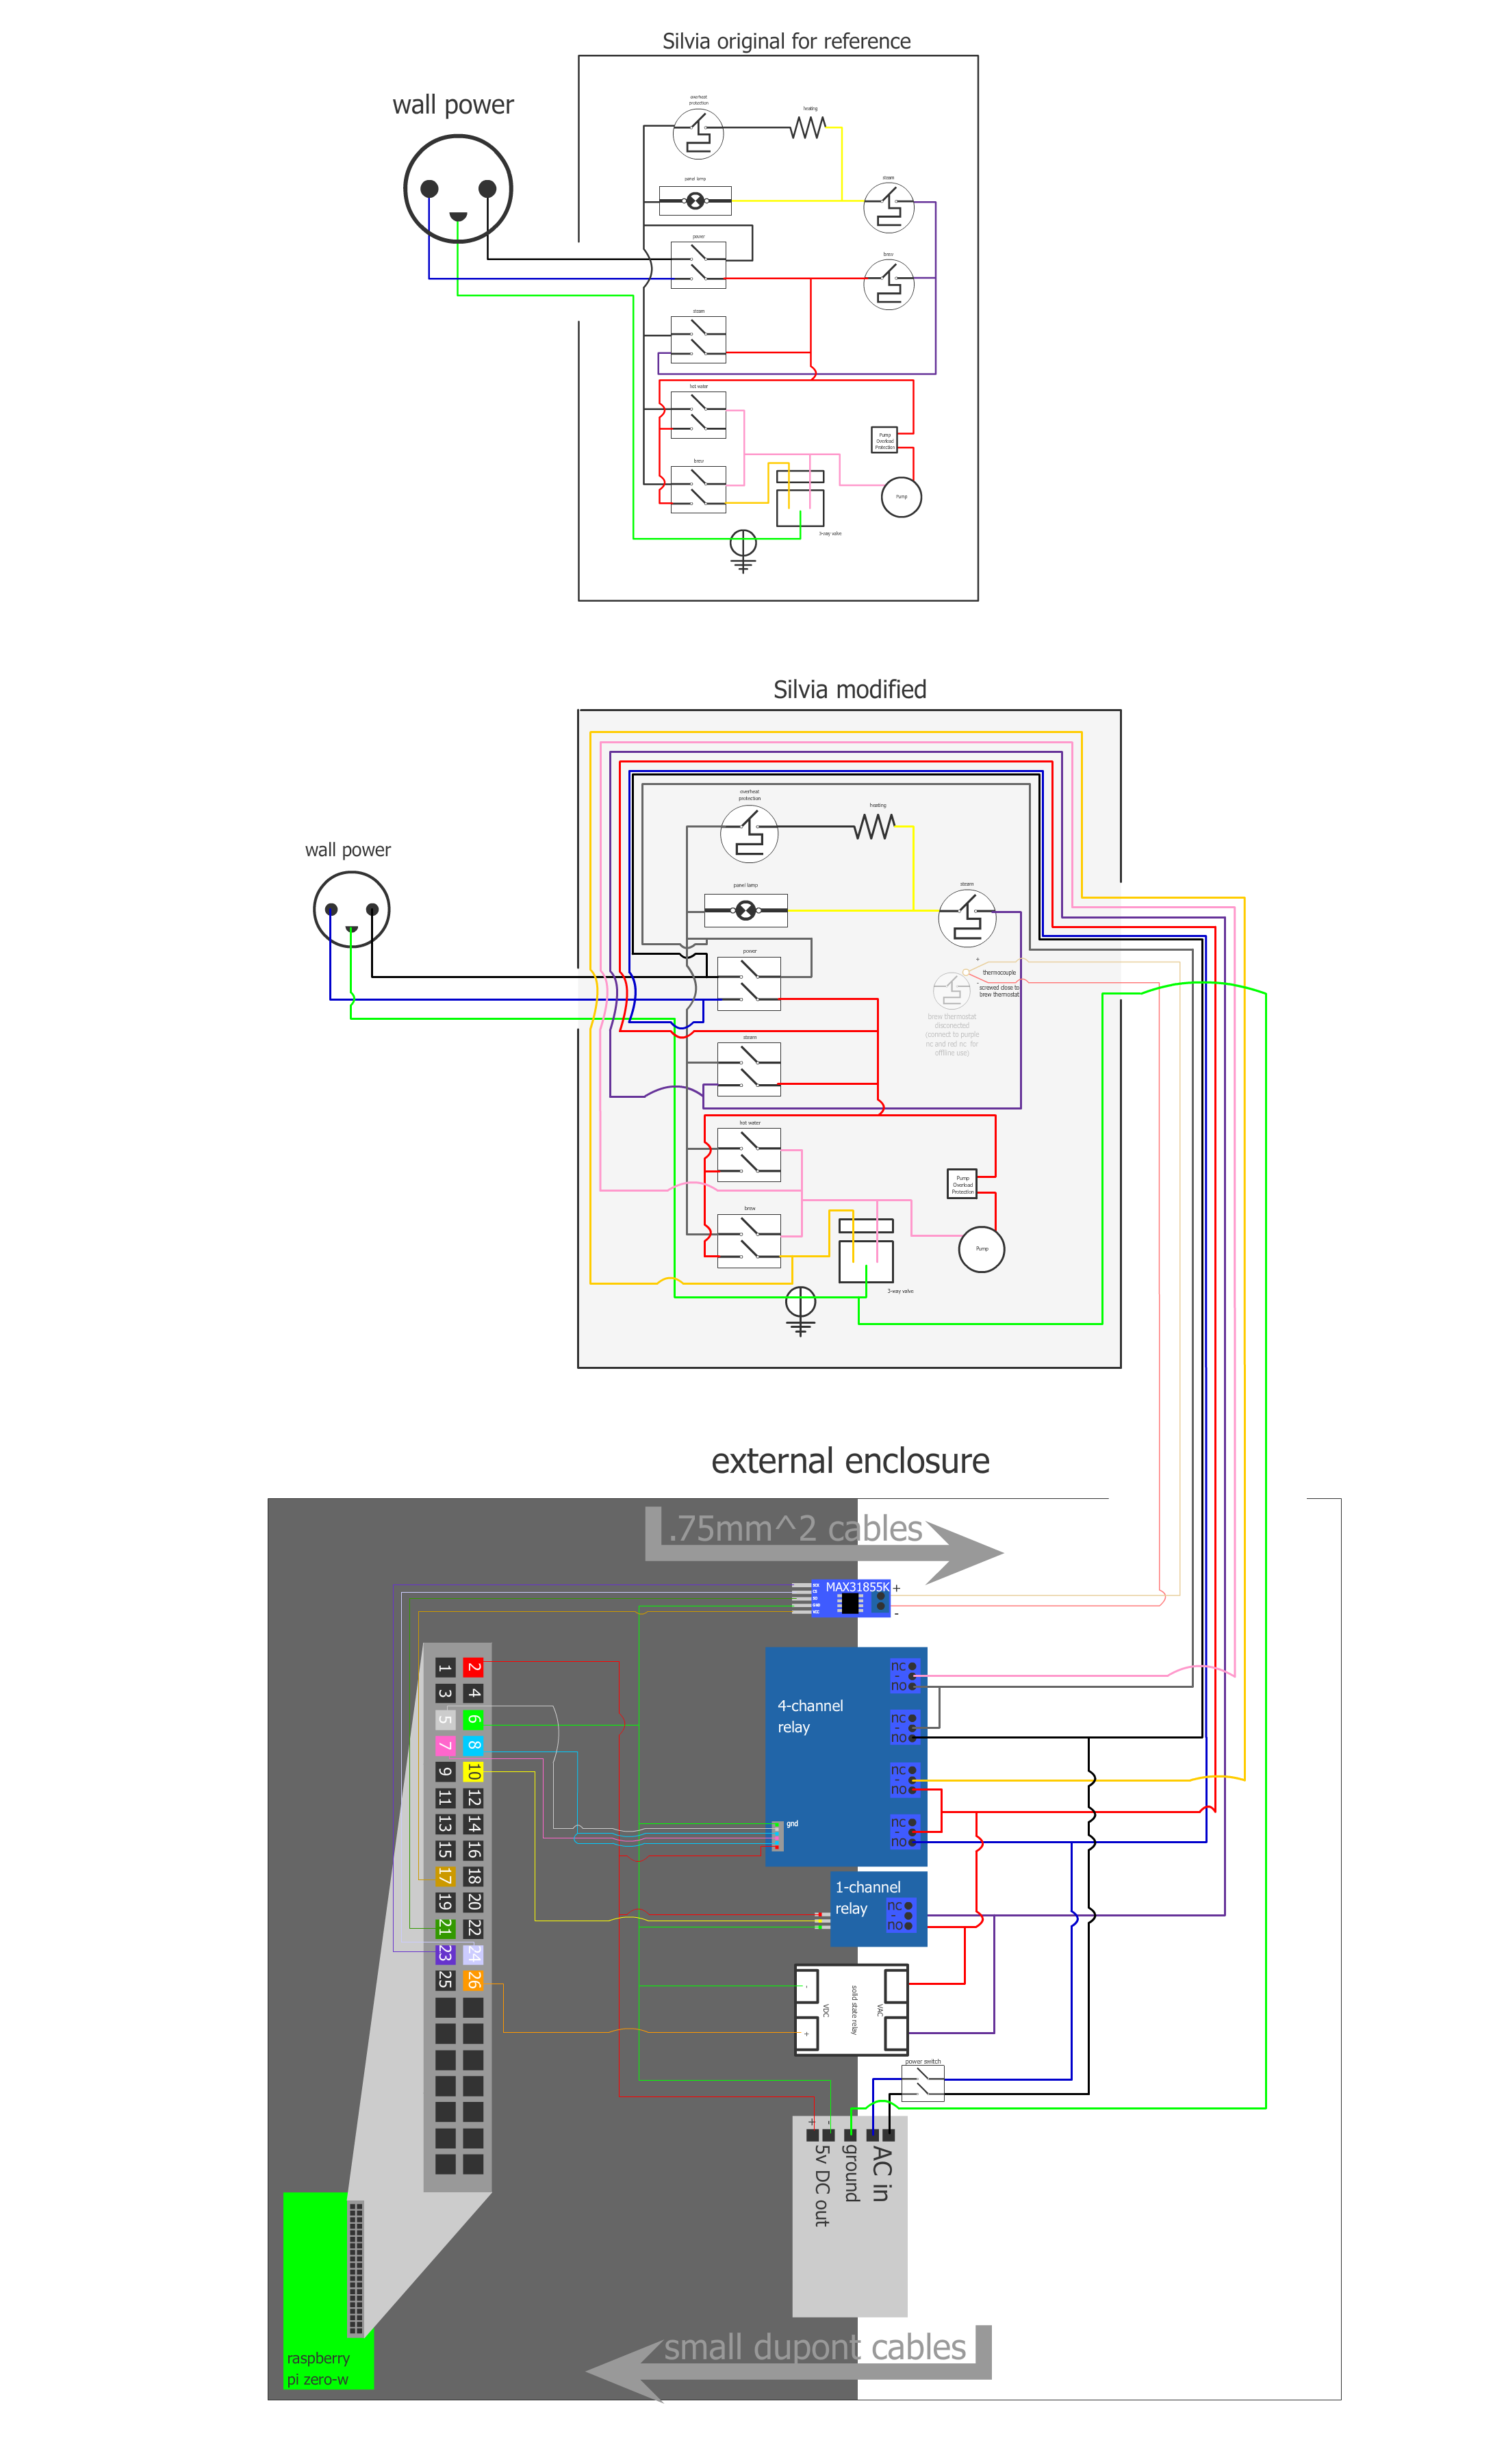 Silvia original for reference
wall power
overheat
protection
heating
panel lamp
steam
power
brew
steam
hot water
Pump
Overload
Protection
brew
Pump
3-way valve
Silvia modified
wall power
overheat
protection
heating
panel lamp
steam
power
+
thermocouple
-
screwed close to
brew thermostat
brew thermostat
disconected
(connect to purple
nc and red nc for
offline use)
steam
hot water
Pump
Overload
Protection
brew
Pump
3-way valve
external enclosure
.75mm^2 cables
MAX31855K
+
-
1 2
3 4
5 6
7 8
9 10
11 12
13 14
15 16
17 18
19 20
21 22
23 24
25 26
4-channel
relay
nc
-
no
nc
-
no
nc
-
no
nc
-
no
gnd
1-channel
relay
nc
-
no
-
+
VDC
solid state relay
VAC
power switch
+
-
5v DC out
ground
AC in
small dupont cables
raspberry
pi zero-w